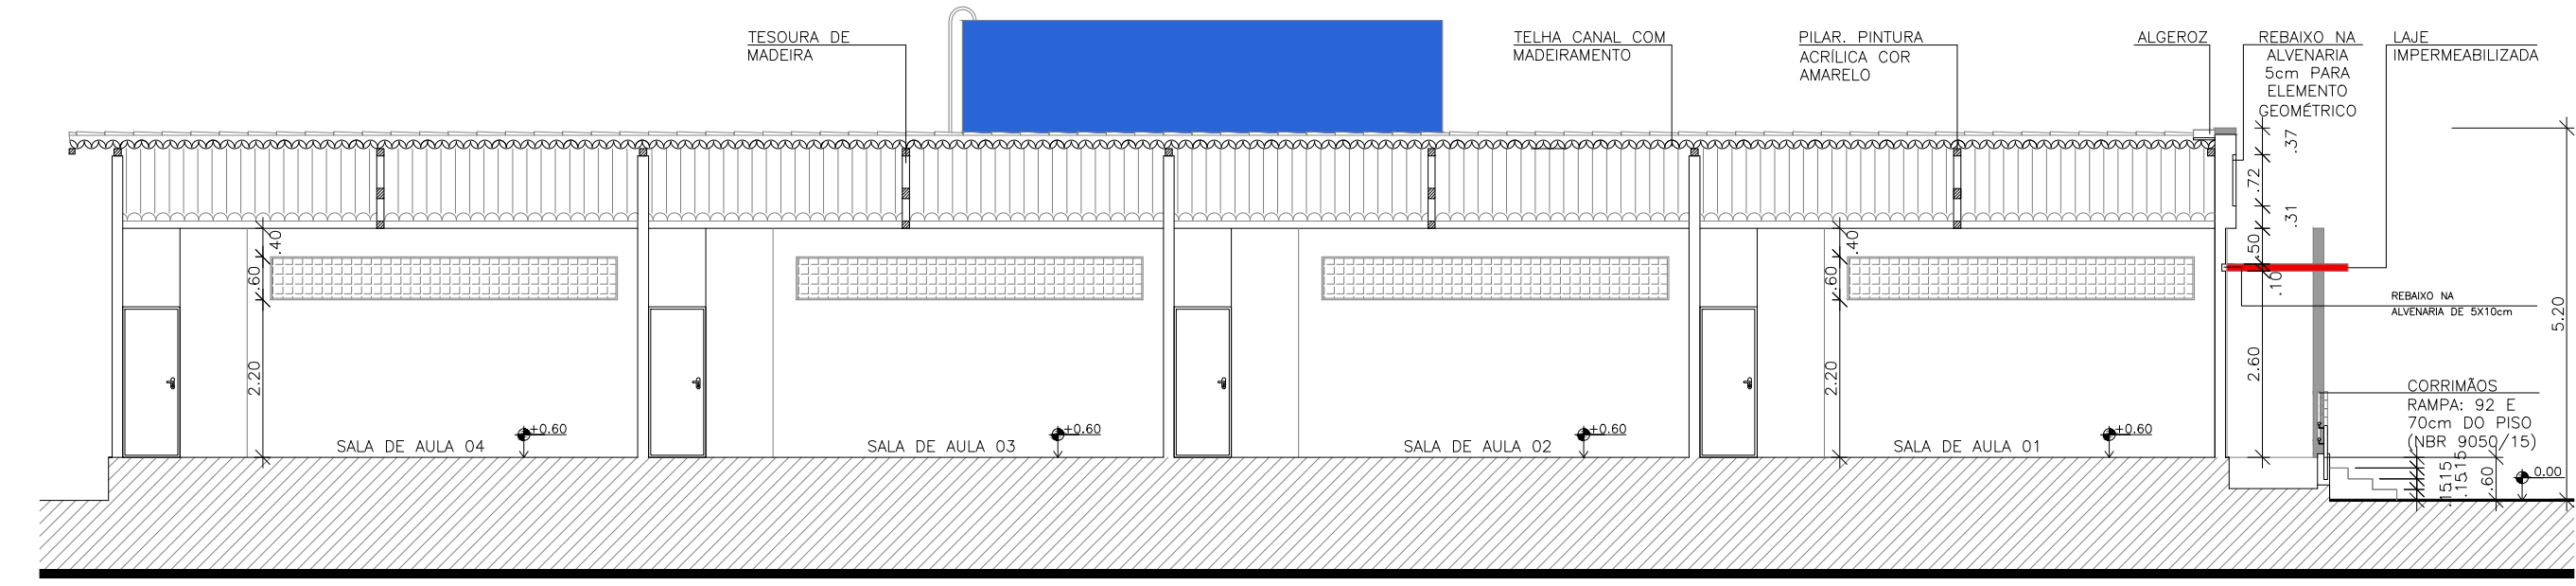 TESOURA DE
MADEIRA
TELHA CANAL COM
MADEIRAMENTO
PILAR. PINTURA
ACRÍLICA COR
AMARELO
ALGEROZ
REBAIXO NA
ALVENARIA
5cm PARA
ELEMENTO
GEOMÉTRICO
LAJE
IMPERMEABILIZADA
.37
.72
.31
.50
.10
2.60
5.20
.40
.60
2.20
.40
.60
2.20
REBAIXO NA
ALVENARIA DE 5X10cm
CORRIMÃOS
RAMPA: 92 E
70cm DO PISO
(NBR 9050/15)
SALA DE AULA 04
+0.60
SALA DE AULA 03
+0.60
SALA DE AULA 02
+0.60
SALA DE AULA 01
+0.60
.15
.15
.15
.15
.60
0.00